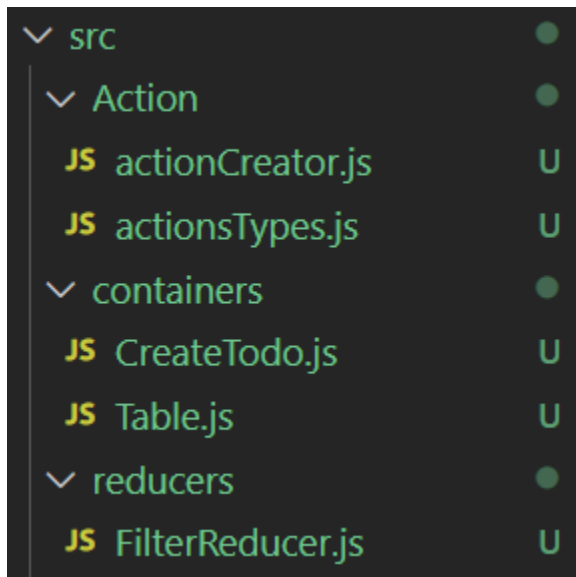 src
Action
JS actionCreator.js U
JS actionsTypes.js U
containers
JS CreateTodo.js U
JS Table.js U
reducers
JS FilterReducer.js U